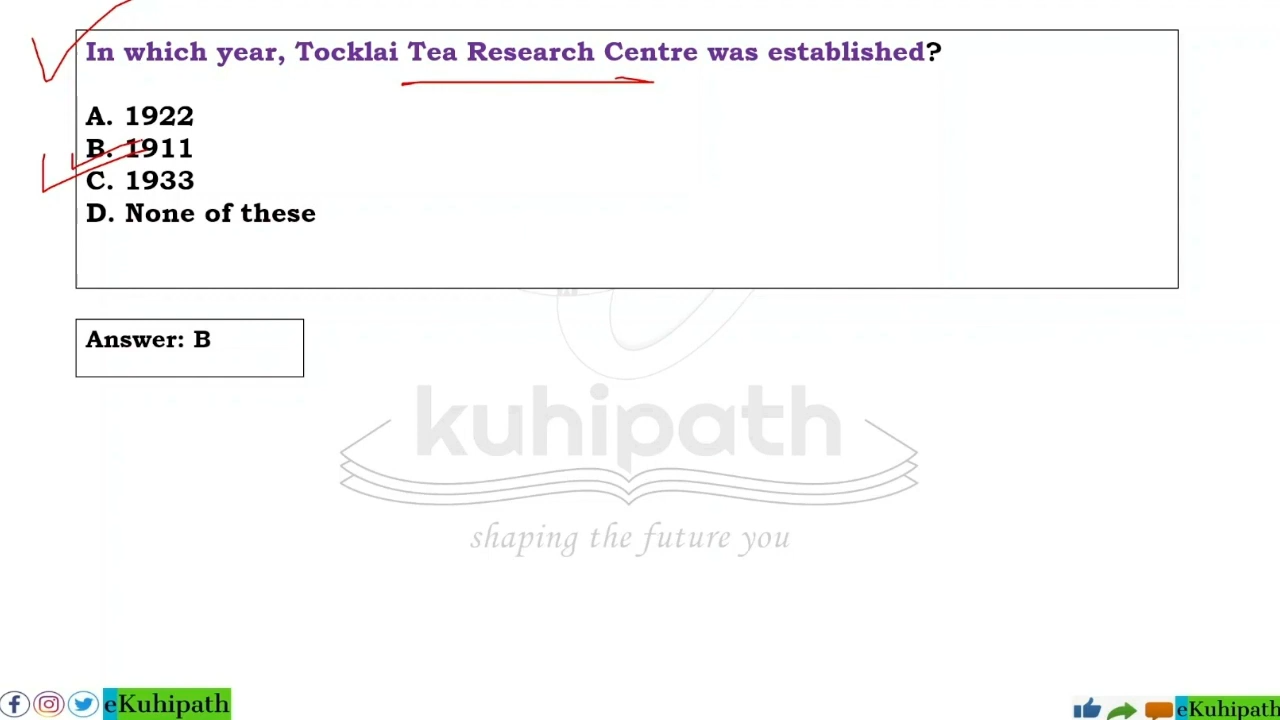 In which year, Tocklai Tea Research Centre was established?
A. 1922
B. 1911
C. 1933
D. None of these
Answer: B
kuhipath
shaping the future you
eKuhipath
eKuhipath